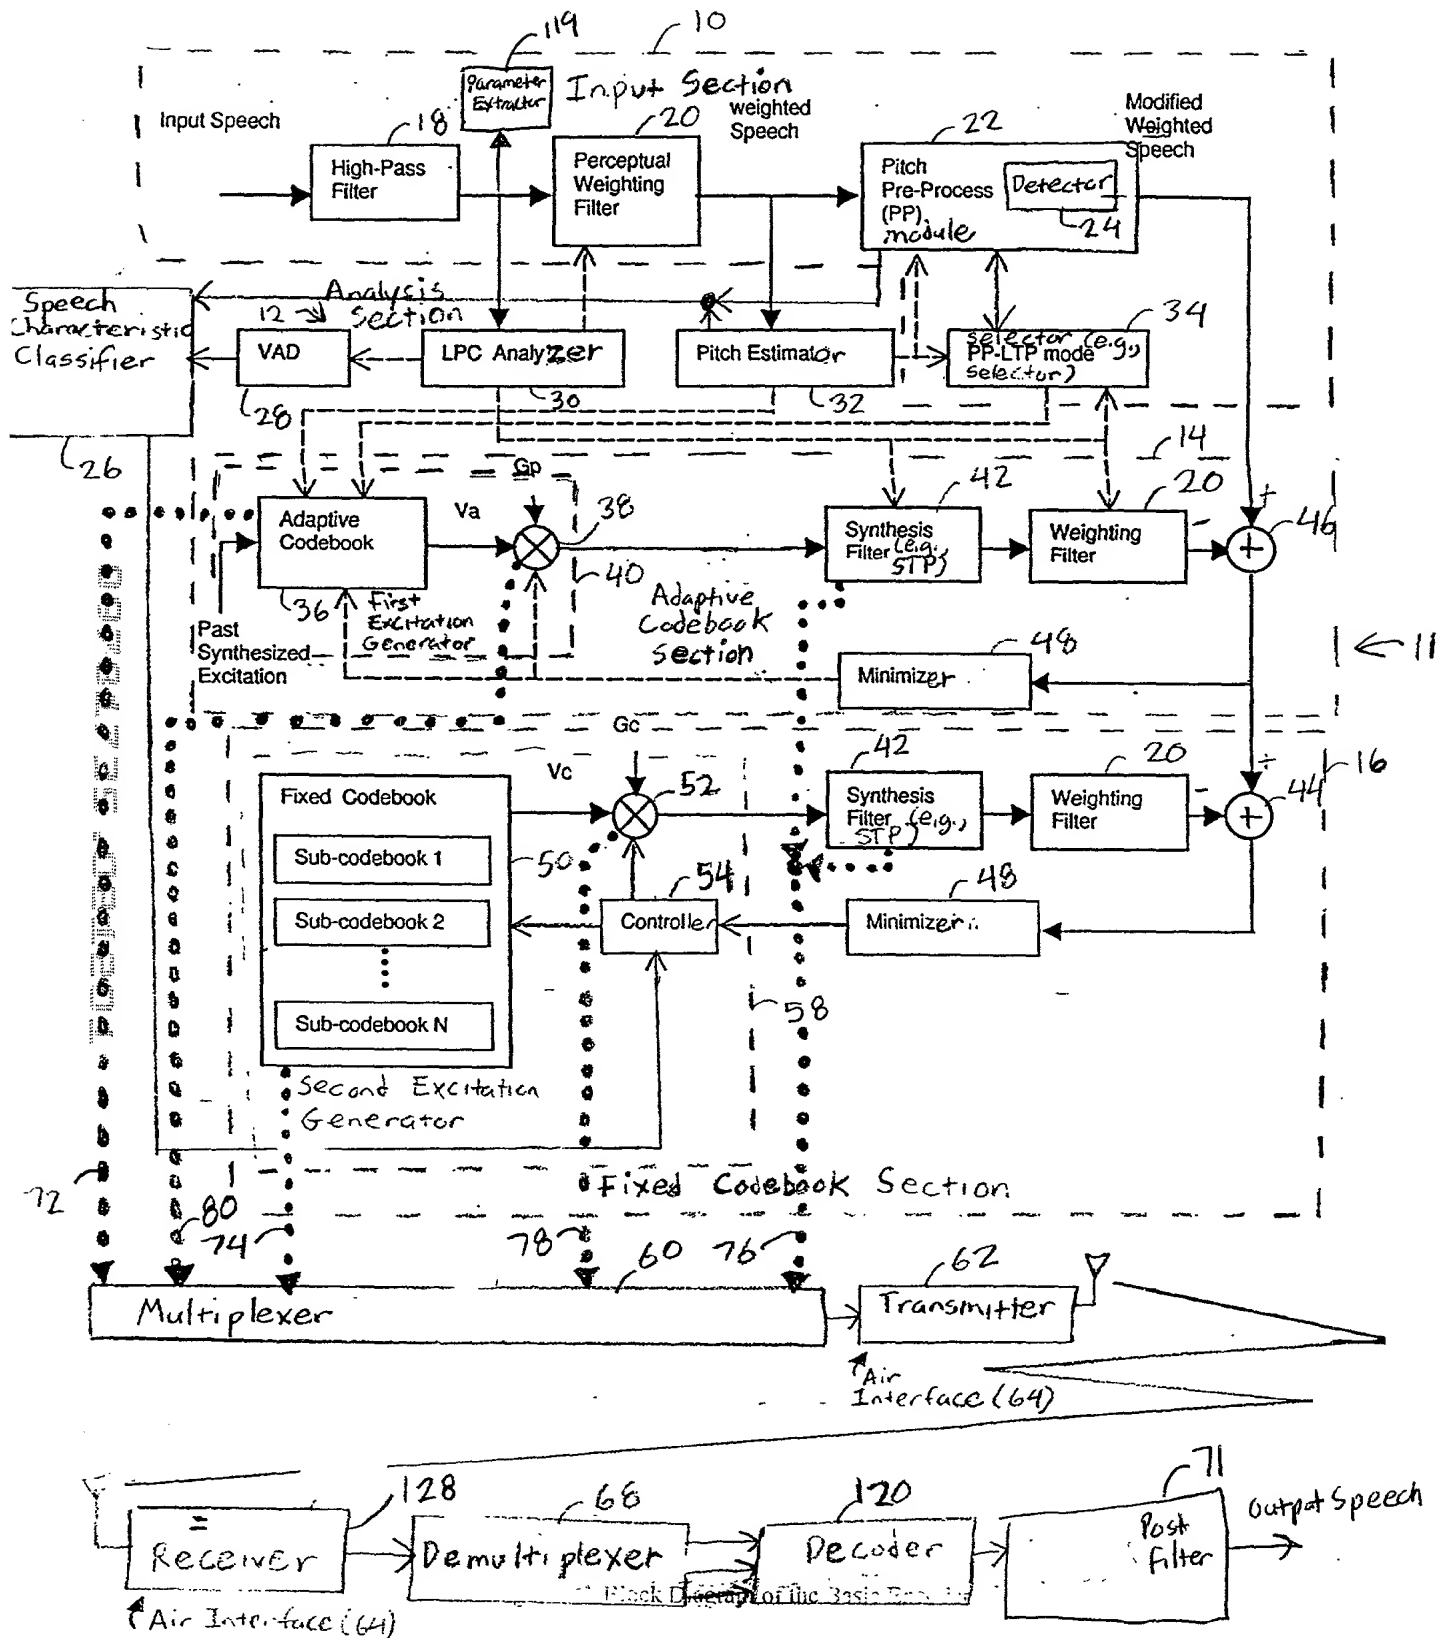 10
119
Parameter
Extractor
Input Section
Input Speech
18
High-Pass
Filter
20
Perceptual
Weighting
Filter
weighted
Speech
22
Pitch
Pre-Process
(PP)
module
Detector
24
Modified
Weighted
Speech
Speech
Characteristic
Classifier
26
Analysis
Section
12
VAD
28
LPC Analyzer
30
Pitch Estimator
32
selector (e.g.,
PP-LTP mode
selector)
34
14
Gp
Adaptive
Codebook
36
Va
38
40
First
Excitation
Generator
Past
Synthesized
Excitation
Adaptive
Codebook
Section
42
Synthesis
Filter (e.g.,
STP)
20
Weighting
Filter
-
+
46
48
Minimizer
11
Gc
Vc
52
Fixed Codebook
Sub-codebook 1
50
Sub-codebook 2
Sub-codebook N
54
Controller
42
Synthesis
Filter (e.g.,
STP)
20
Weighting
Filter
-
+
44
16
48
Minimizer
58
Second Excitation
Generator
Fixed Codebook Section
72
80
74
78
60
76
Multiplexer
62
Transmitter
Air
Interface (64)
128
Receiver
Air Interface (64)
68
Demultiplexer
120
Decoder
71
Post
Filter
Output Speech
Block Diagram of the Basic